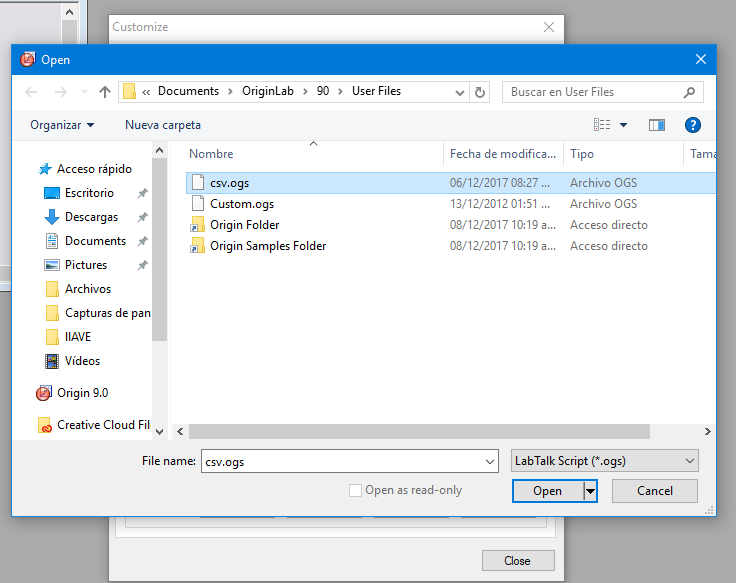 Customize
Open
« Documents › OriginLab › 90 › User Files
Buscar en User Files
Organizar
Nueva carpeta
Nombre
Fecha de modifica...
Tipo
Tama
Acceso rápido
Escritorio
Descargas
Documents
Pictures
Archivos
Capturas de pan
IIAVE
Vídeos
Origin 9.0
Creative Cloud Fil
csv.ogs 06/12/2017 08:27 ... Archivo OGS
Custom.ogs 13/12/2012 01:51 ... Archivo OGS
Origin Folder 08/12/2017 10:19 a... Acceso directo
Origin Samples Folder 08/12/2017 10:19 a... Acceso directo
File name: csv.ogs
LabTalk Script (*.ogs)
Open as read-only
Open
Cancel
Close